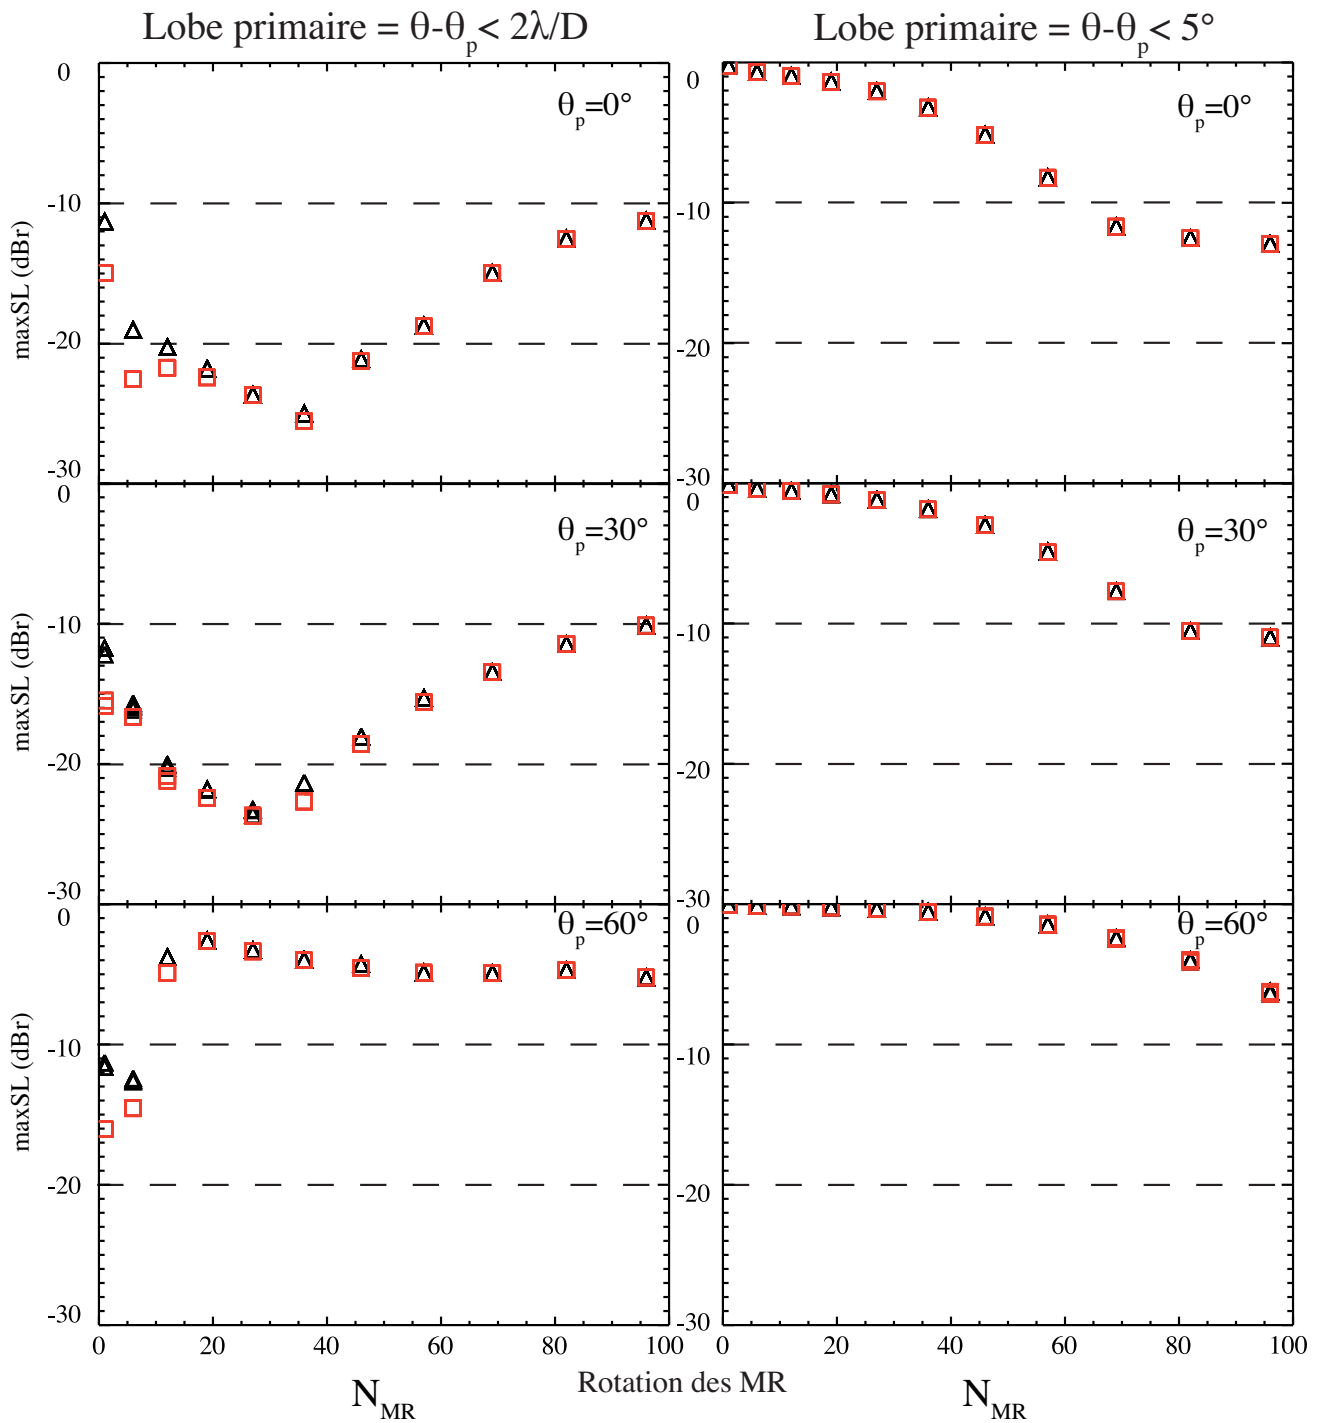 Lobe primaire = θ-θp< 2λ/D
Lobe primaire = θ-θp< 5°
0
θp=0°
-10
-20
-30
maxSL (dBr)
0
θp=0°
-10
-20
-30
0
θp=30°
-10
-20
-30
maxSL (dBr)
0
θp=30°
-10
-20
-30
0
θp=60°
-10
-20
-30
maxSL (dBr)
0
θp=60°
-10
-20
-30
0 20 40 60 80 100
0 20 40 60 80 100
Rotation des MR
NMR
NMR